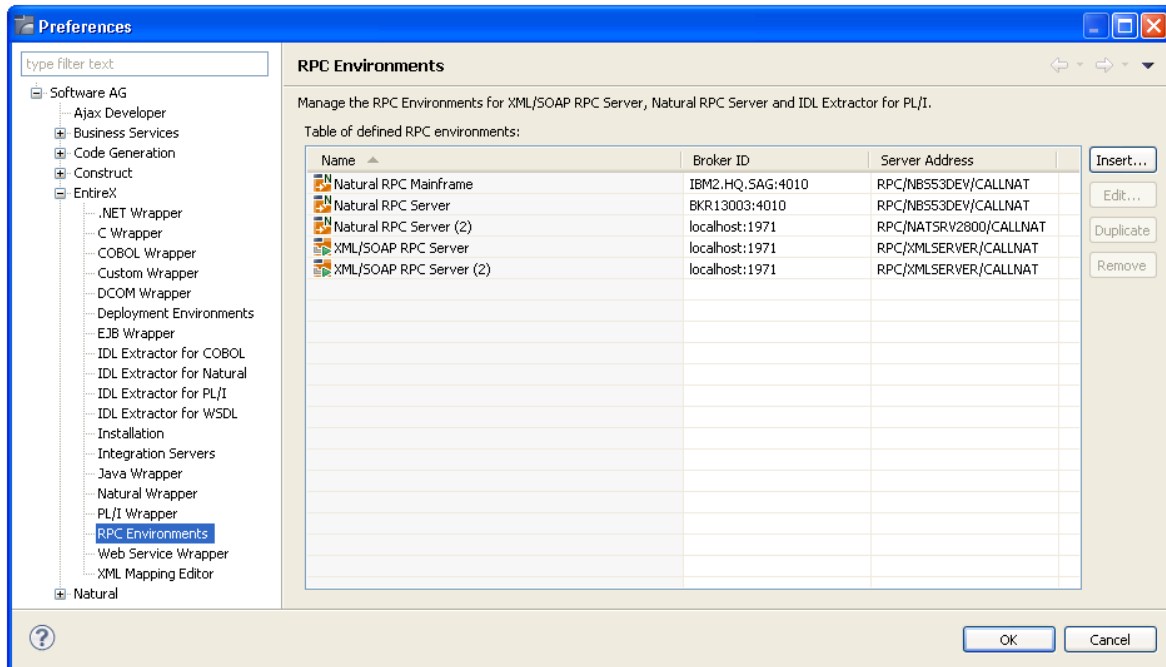 Preferences
type filter text
Software AG
Ajax Developer
Business Services
Code Generation
Construct
EntireX
.NET Wrapper
C Wrapper
COBOL Wrapper
Custom Wrapper
DCOM Wrapper
Deployment Environments
EJB Wrapper
IDL Extractor for COBOL
IDL Extractor for Natural
IDL Extractor for PL/I
IDL Extractor for WSDL
Installation
Integration Servers
Java Wrapper
Natural Wrapper
PL/I Wrapper
RPC Environments
Web Service Wrapper
XML Mapping Editor
Natural
RPC Environments
Manage the RPC Environments for XML/SOAP RPC Server, Natural RPC Server and IDL Extractor for PL/I.
Table of defined RPC environments:
Name Broker ID Server Address
Natural RPC Mainframe IBM2.HQ.SAG:4010 RPC/NBS53DEV/CALLNAT
Natural RPC Server BKR13003:4010 RPC/NBS53DEV/CALLNAT
Natural RPC Server (2) localhost:1971 RPC/NATSRV2800/CALLNAT
XML/SOAP RPC Server localhost:1971 RPC/XMLSERVER/CALLNAT
XML/SOAP RPC Server (2) localhost:1971 RPC/XMLSERVER/CALLNAT
Insert...
Edit...
Duplicate
Remove
OK Cancel